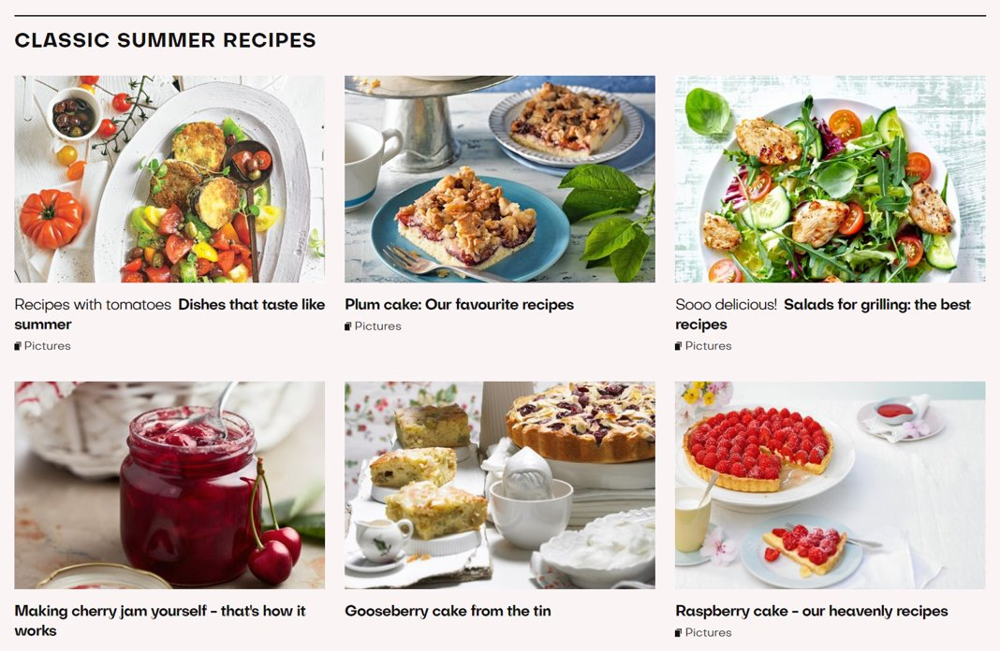 CLASSIC SUMMER RECIPES
Recipes with tomatoes Dishes that taste like
summer
Pictures
Plum cake: Our favourite recipes
Pictures
Sooo delicious! Salads for grilling: the best
recipes
Pictures
Making cherry jam yourself – that's how it
works
Gooseberry cake from the tin
Raspberry cake – our heavenly recipes
Pictures